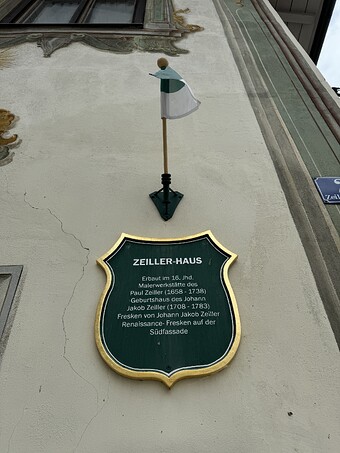 ZEILLER-HAUS
Erbaut im 16. Jhd.
Malerwerkstätte des
Paul Zeiller (1658 - 1738)
Geburtshaus des Johann
Jakob Zeiller (1708 - 1783)
Fresken von Johann Jakob Zeiller
Renaissance- Fresken auf der
Südfassade